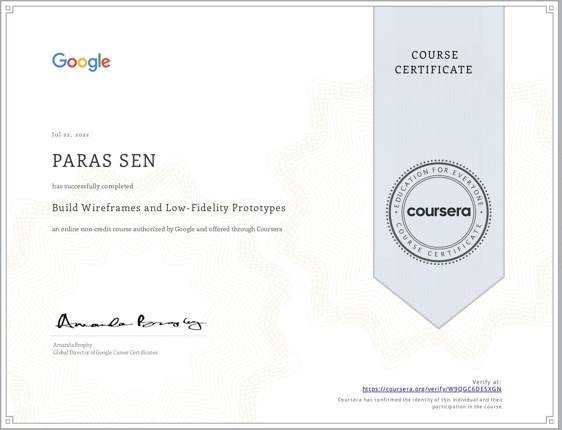 Google
COURSE
CERTIFICATE
Jul 22, 2022
PARAS SEN
has successfully completed
Build Wireframes and Low-Fidelity Prototypes
an online non-credit course authorized by Google and offered through Coursera
EDUCATION FOR EVERYONE
coursera
COURSE CERTIFICATE
Amanda Brophy
Amanda Brophy
Global Director of Google Career Certificates
Verify at:
https://coursera.org/verify/W9QGC6DESXGN
Coursera has confirmed the identity of this individual and their
participation in the course.